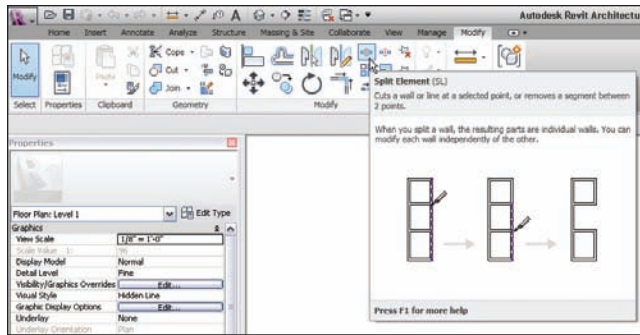 Autodesk Revit Architectu
Home Insert Annotate Analyze Structure Massing & Site Collaborate View Manage Modify
Modify Paste Cope Cut Join
Select Properties Clipboard Geometry Modify
Split Element (SL)
Cuts a wall or line at a selected point, or removes a segment between
2 points.
When you split a wall, the resulting parts are individual walls. You can
modify each wall independently of the other.
Press F1 for more help
Properties
Floor Plan: Level 1 Edit Type
Graphics
View Scale 1/8" = 1'-0"
Scale Value 1: 96
Display Model Normal
Detail Level Fine
Visibility/Graphics Overrides Edit...
Visual Style Hidden Line
Graphic Display Options Edit...
Underlay None
Underlay Orientation Plan